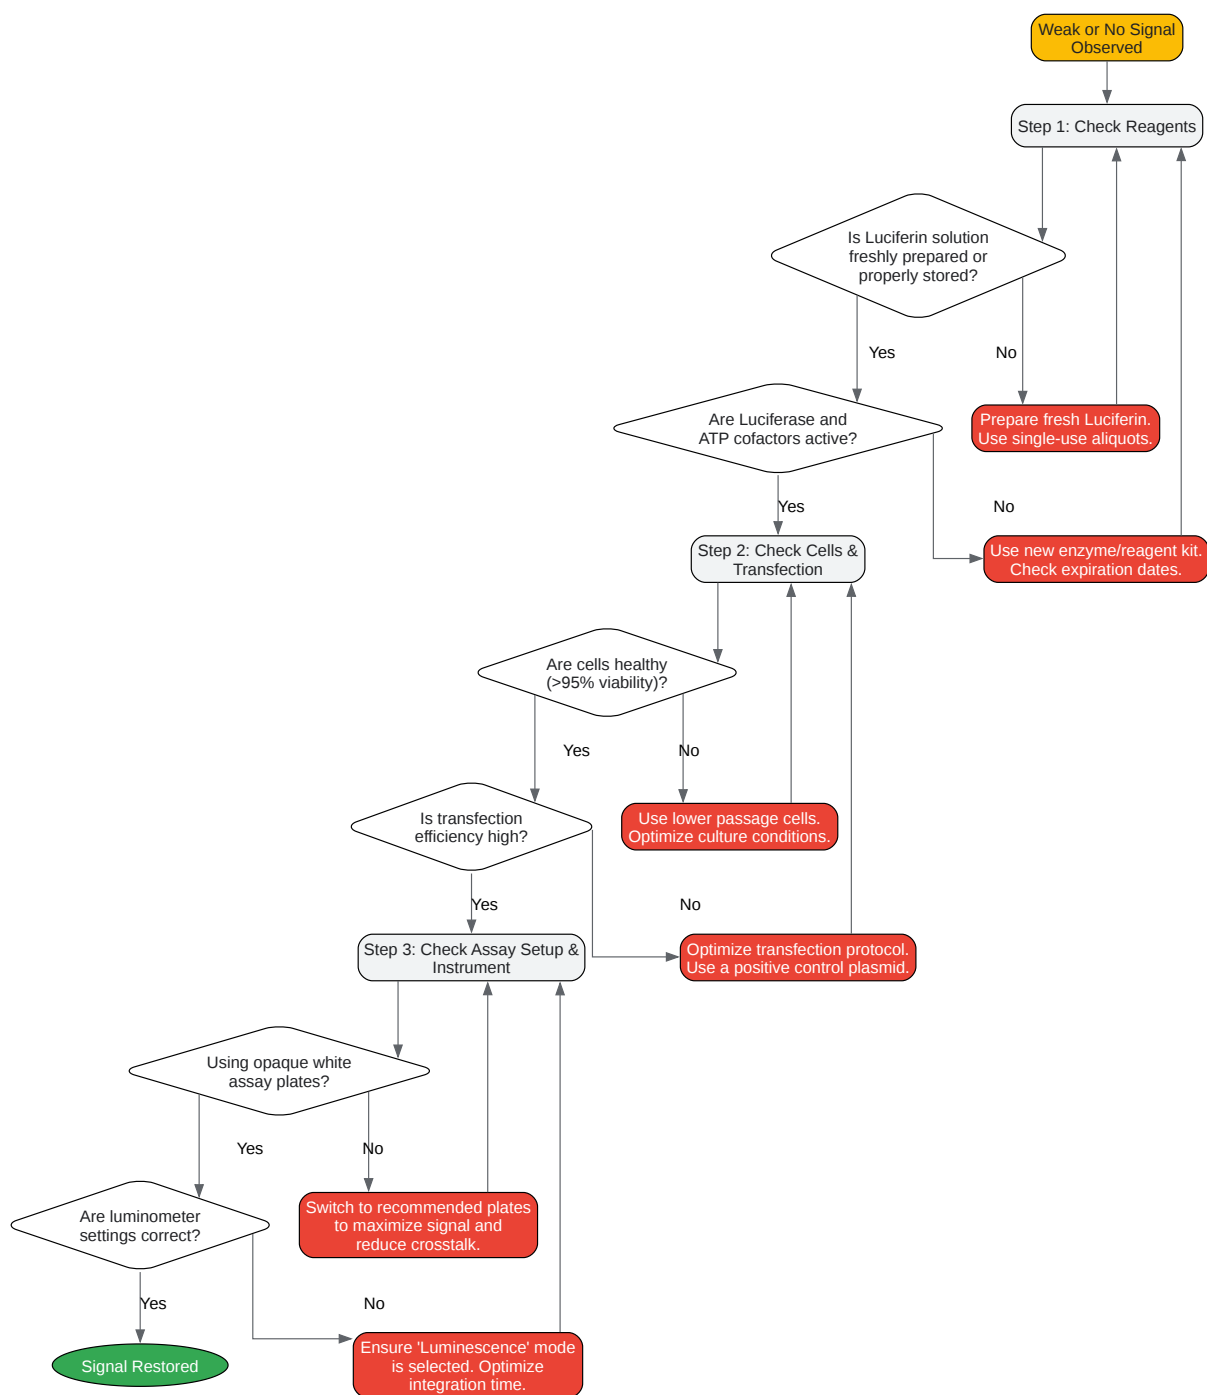 Weak or No Signal
Observed
Step 1: Check Reagents
Is Luciferin solution
freshly prepared or
properly stored?
Yes
No
Are Luciferase and
ATP cofactors active?
Prepare fresh Luciferin.
Use single-use aliquots.
Yes
No
Step 2: Check Cells &
Transfection
Use new enzyme/reagent kit.
Check expiration dates.
Are cells healthy
(>95% viability)?
Yes
No
Is transfection
efficiency high?
Use lower passage cells.
Optimize culture conditions.
Yes
No
Step 3: Check Assay Setup &
Instrument
Optimize transfection protocol.
Use a positive control plasmid.
Using opaque white
assay plates?
Yes
No
Are luminometer
settings correct?
Switch to recommended plates
to maximize signal and
reduce crosstalk.
Yes
No
Signal Restored
Ensure 'Luminescence' mode
is selected. Optimize
integration time.